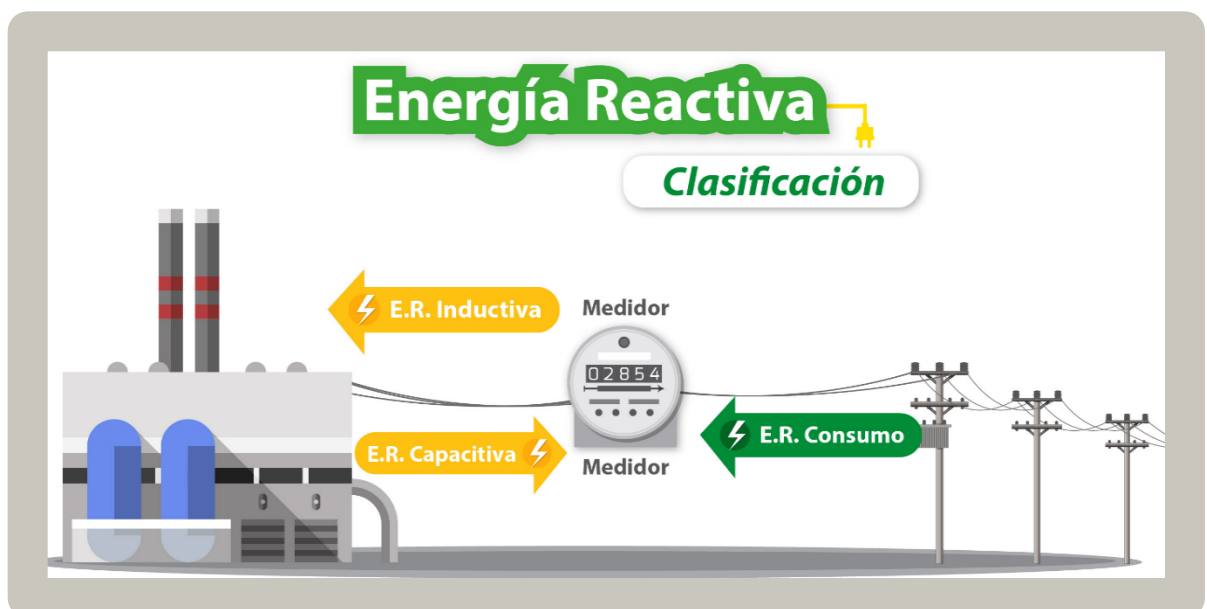 Energía Reactiva
Clasificación
E.R. Inductiva
Medidor
02854
E.R. Capacitiva
Medidor
E.R. Consumo